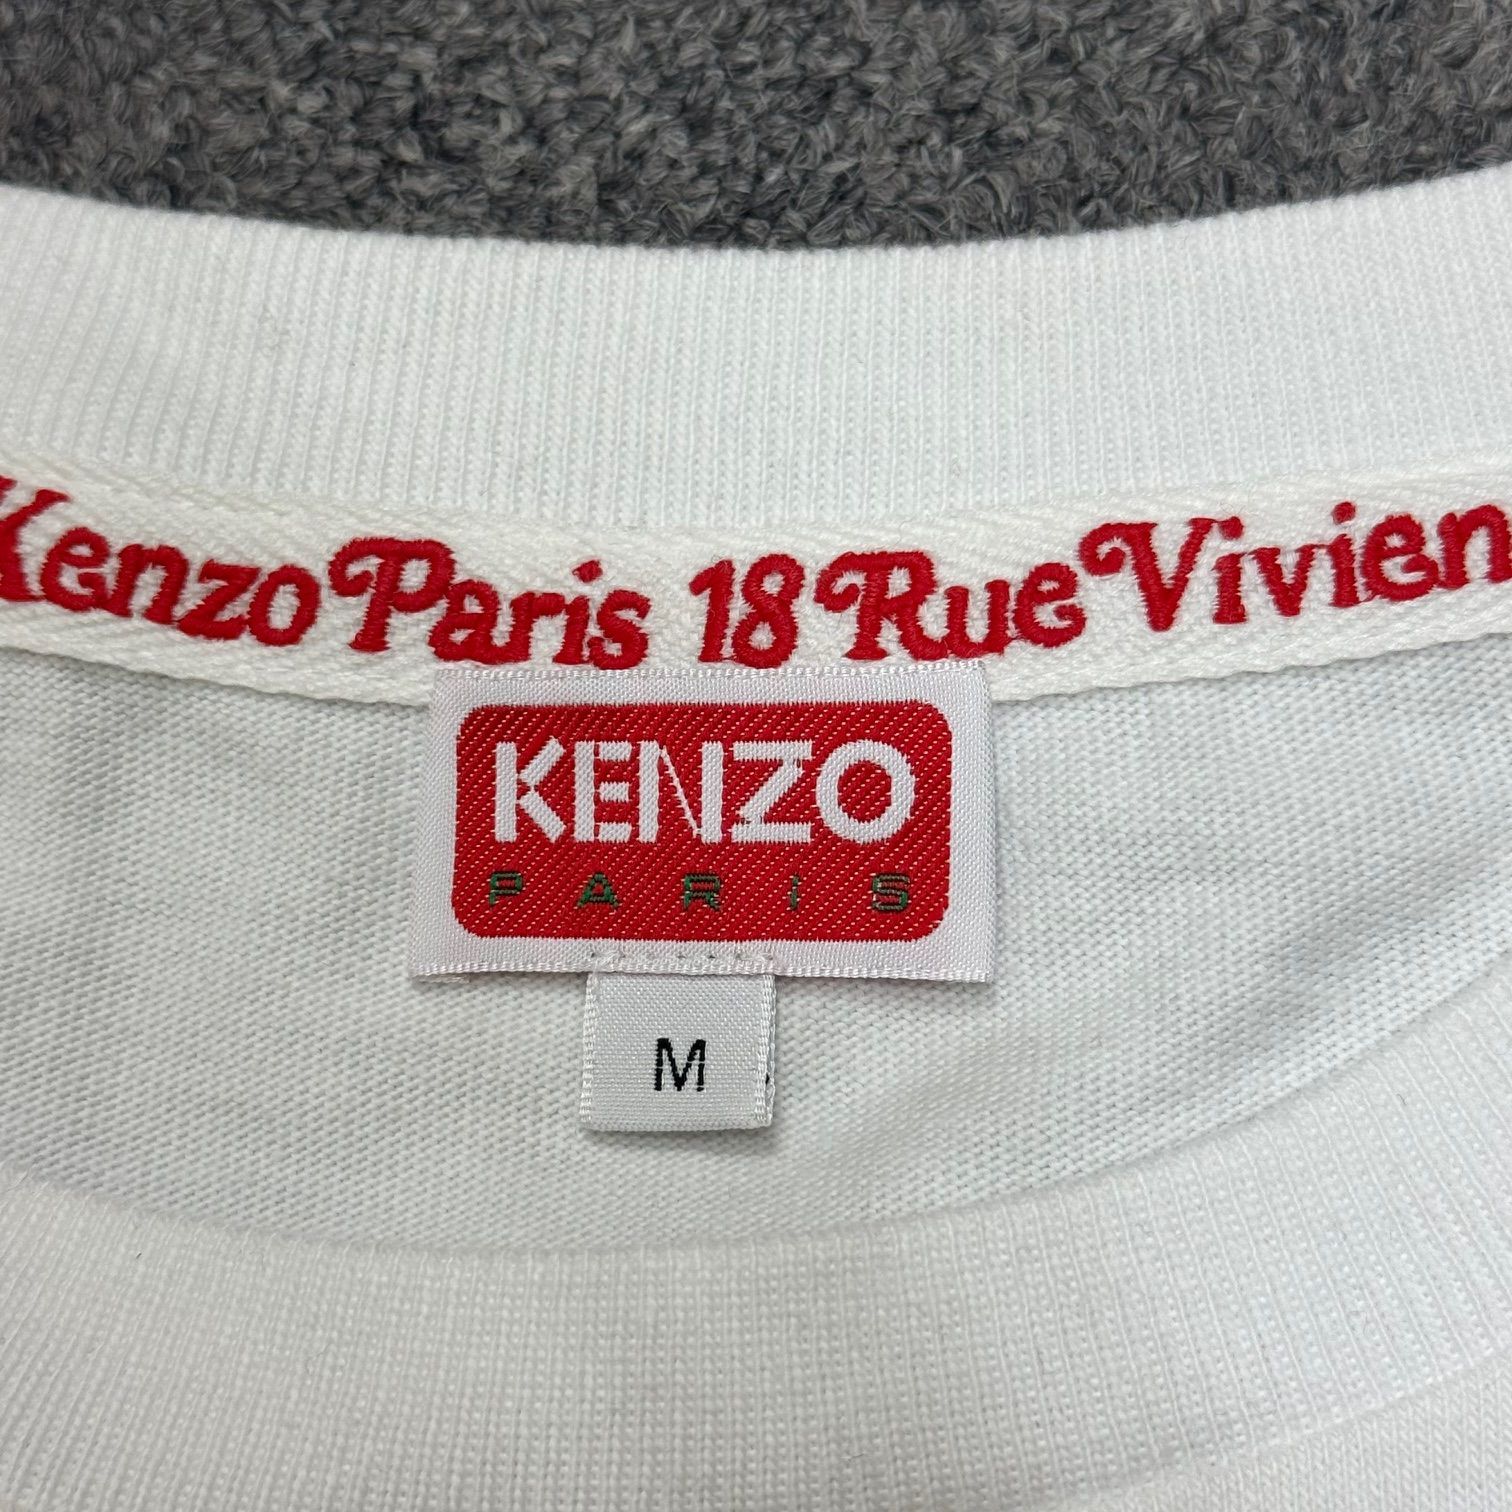 Kenzo Paris 18 Rue Vivien
KENZO
PARiS
M